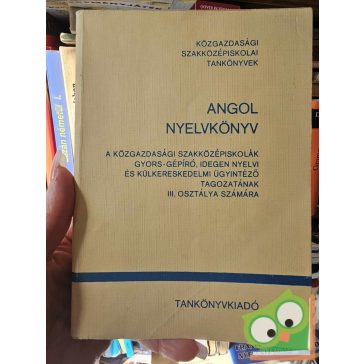 KÖZGAZDASÁGI
SZAKKÖZÉPISKOLAI
TANKÖNYVEK
ANGOL
NYELVKÖNYV
A KÖZGAZDASÁGI SZAKKÖZÉPISKOLÁK
GYORS-GÉPÍRÓ, IDEGEN NYELVI
ÉS KÜLKERESKEDELMI ÜGYINTÉZŐ
TAGOZATÁNAK
III. OSZTÁLYA SZÁMÁRA
TANKÖNYVKIADÓ